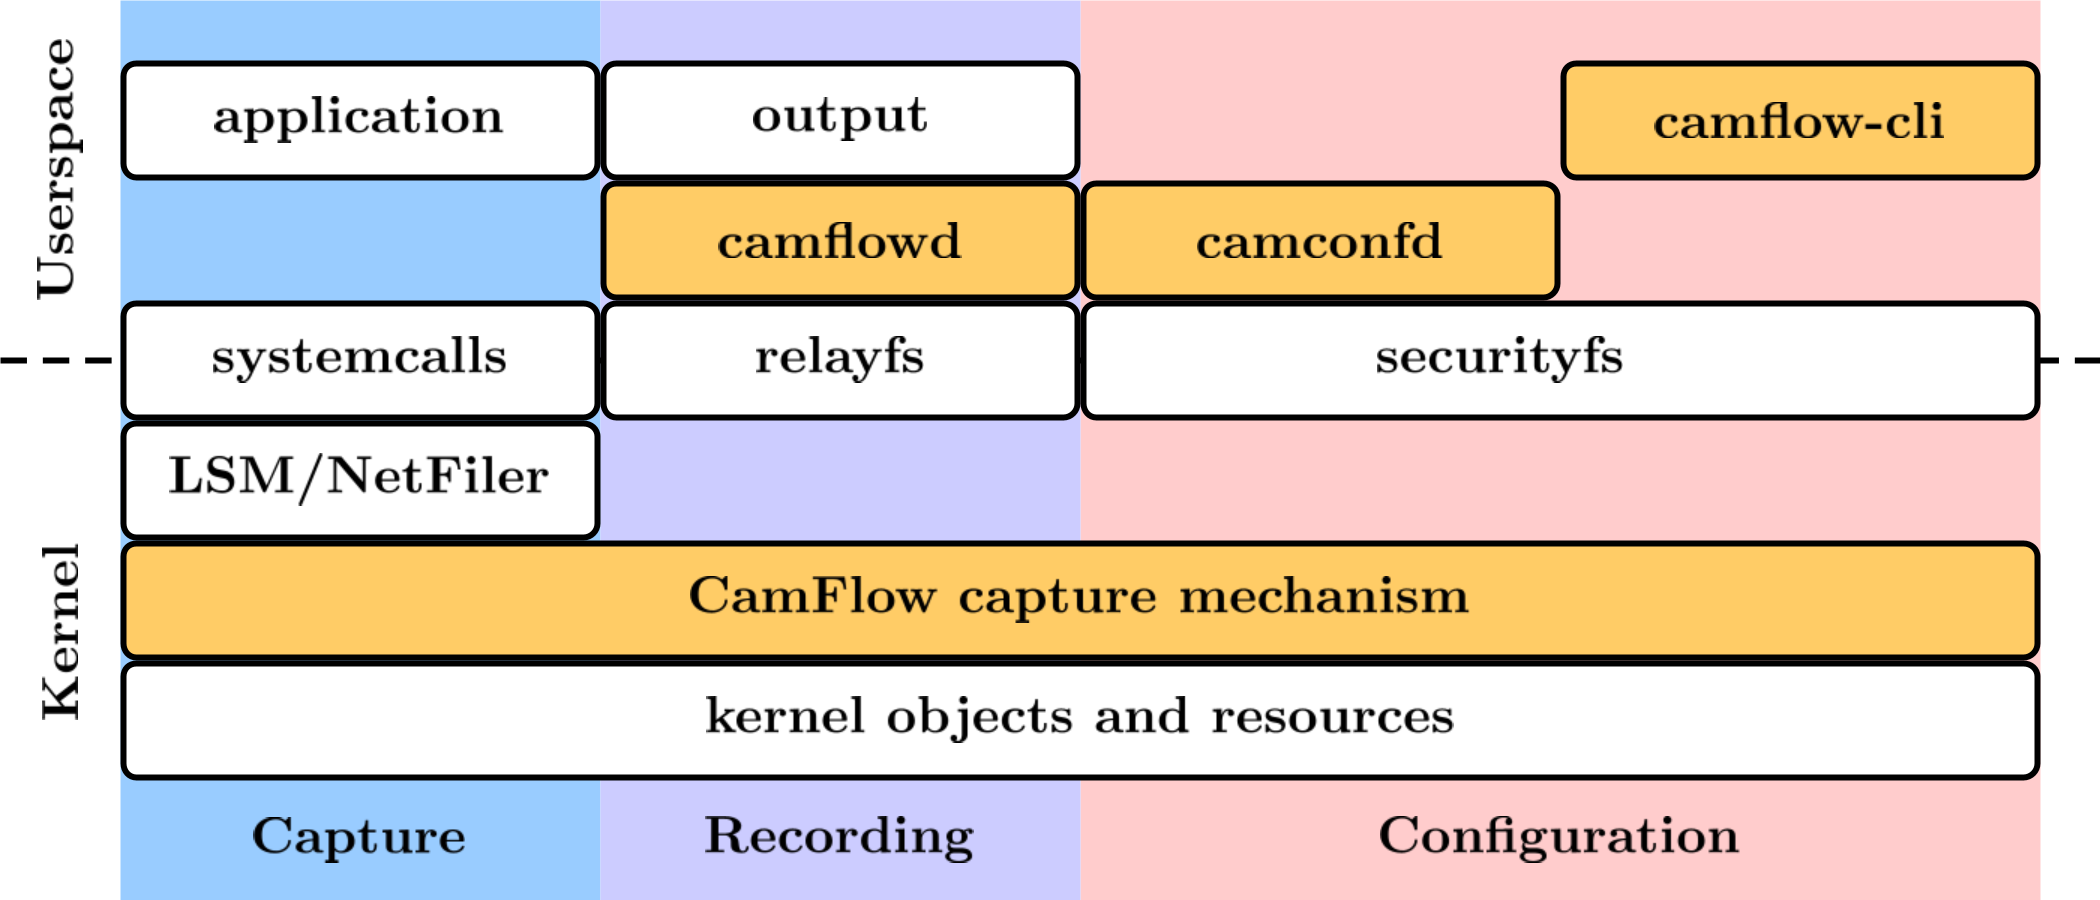 Userspace
application
output
camflow-cli
camflowd
camconfd
systemcalls
relayfs
securityfs
LSM/NetFiler
Kernel
CamFlow capture mechanism
kernel objects and resources
Capture
Recording
Configuration